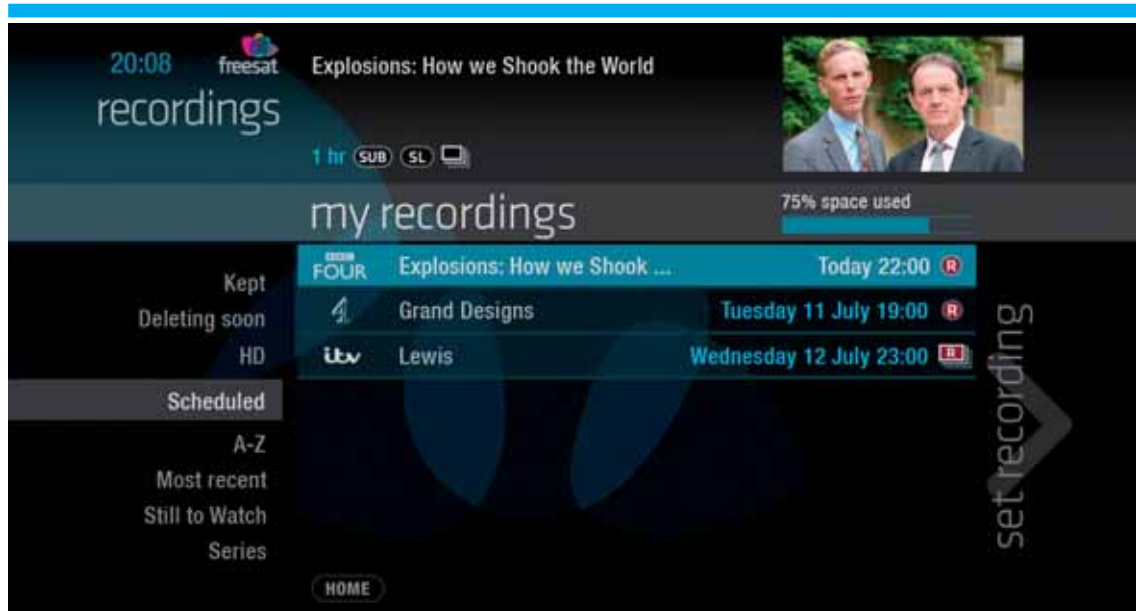 20:08
freesat
Explosions: How we Shook the World
recordings
1 hr SUB SL
my recordings
75% space used
FOUR Explosions: How we Shook ... Today 22:00 R
4 Grand Designs Tuesday 11 July 19:00 R
itv Lewis Wednesday 12 July 23:00 R
Kept
Deleting soon
HD
Scheduled
A-Z
Most recent
Still to Watch
Series
set recording
HOME